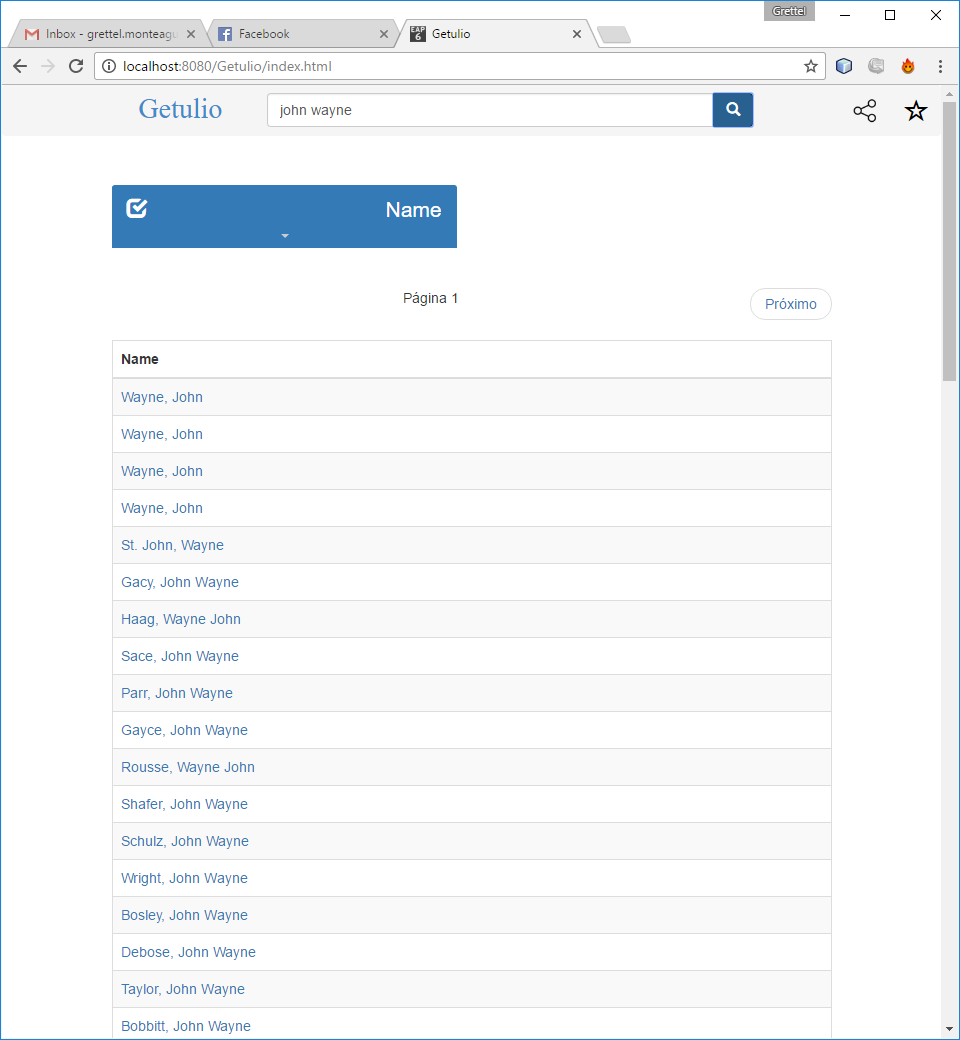 Grettel
Inbox - grettel.monteagu
Facebook
EAP 6
Getulio
localhost:8080/Getulio/index.html
Getulio
john wayne
Name
Página 1
Próximo
Name
Wayne, John
Wayne, John
Wayne, John
Wayne, John
St. John, Wayne
Gacy, John Wayne
Haag, Wayne John
Sace, John Wayne
Parr, John Wayne
Gayce, John Wayne
Rousse, Wayne John
Shafer, John Wayne
Schulz, John Wayne
Wright, John Wayne
Bosley, John Wayne
Debose, John Wayne
Taylor, John Wayne
Bobbitt, John Wayne